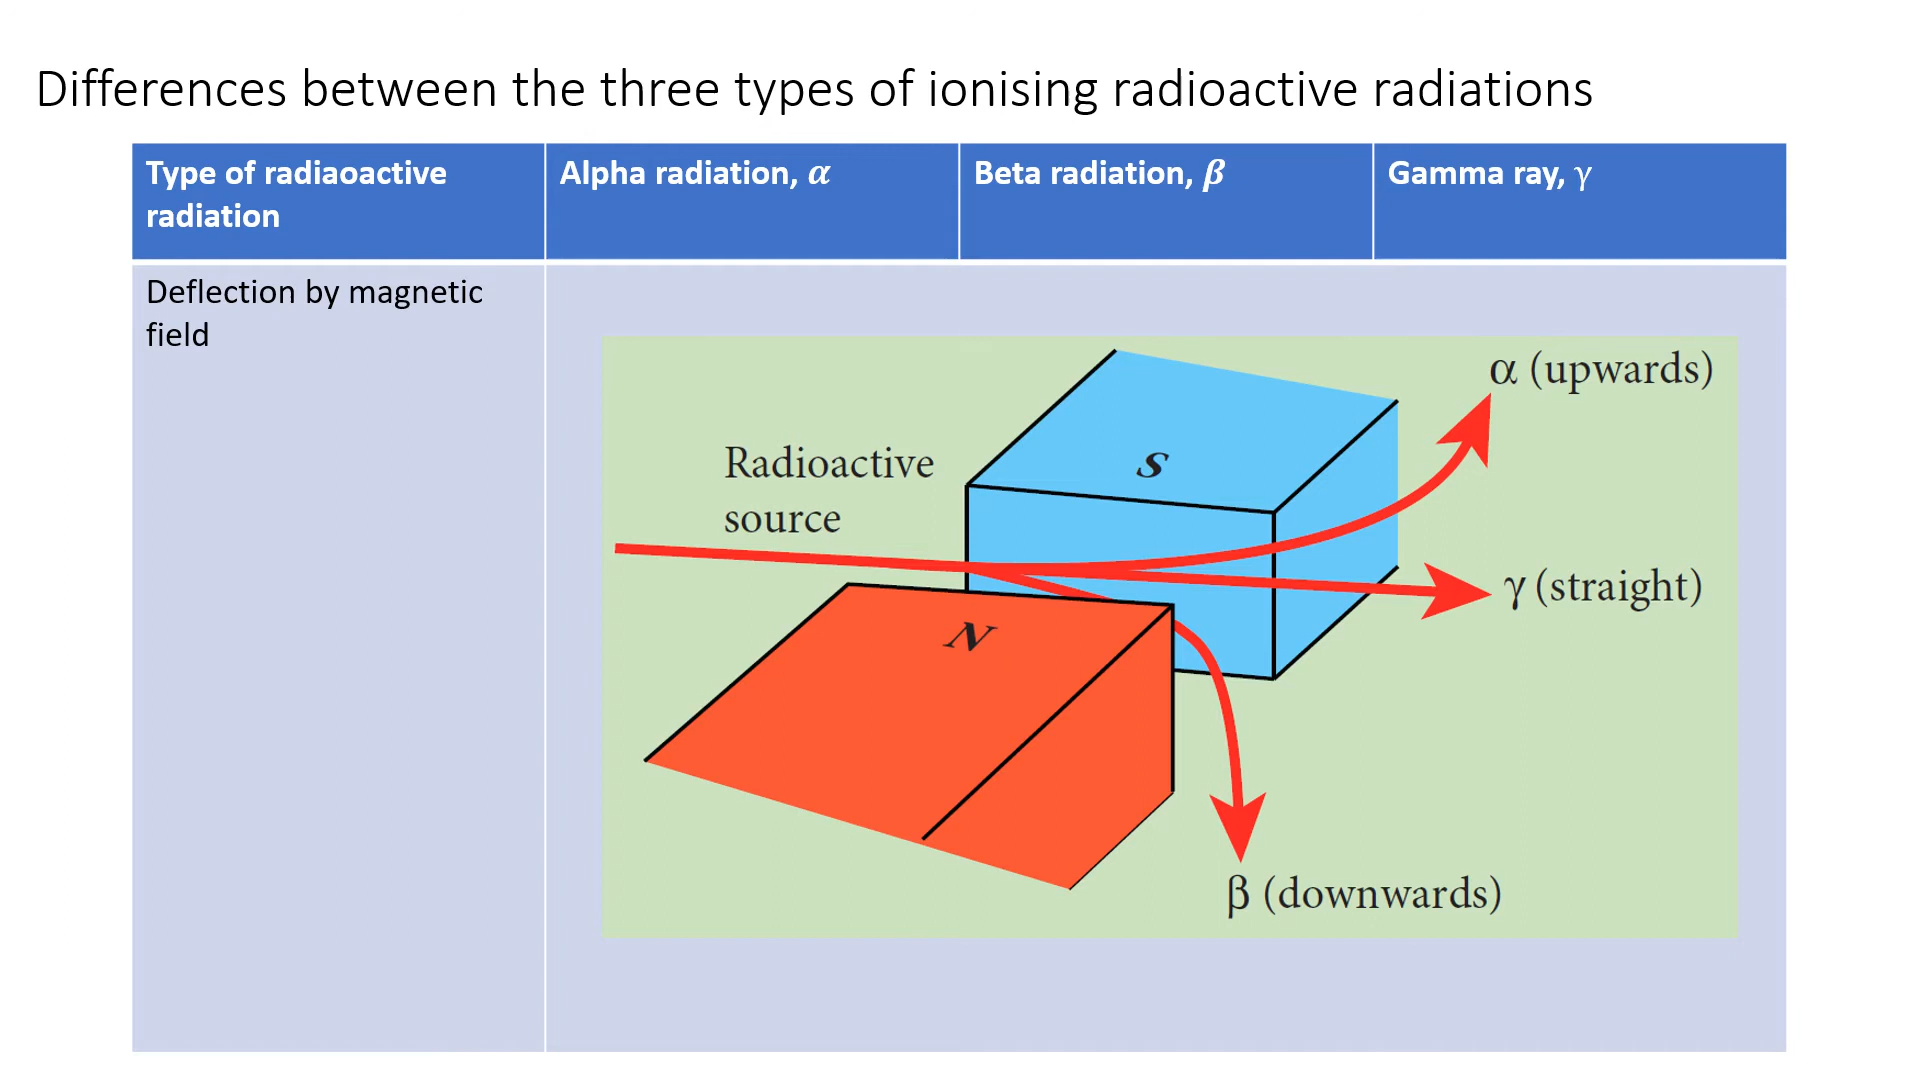 Differences between the three types of ionising radioactive radiations
Type of radiaoactive
radiation
Alpha radiation, α
Beta radiation, β
Gamma ray, γ
Deflection by magnetic
field
α (upwards)
S
Radioactive
source
γ (straight)
N
β (downwards)